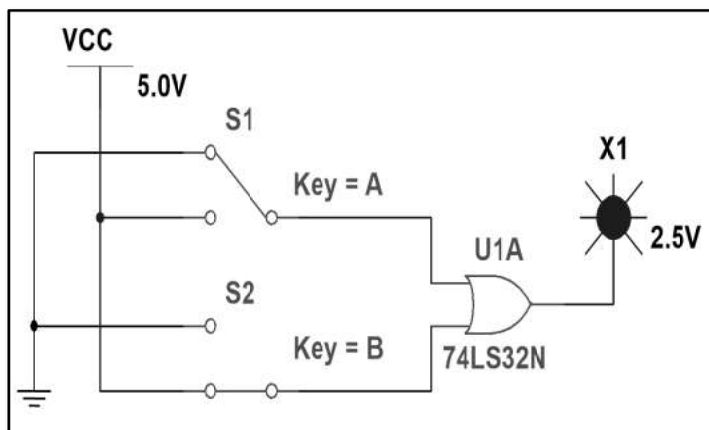 VCC
5.0V
S1
Key = A
X1
2.5V
U1A
S2
Key = B
74LS32N